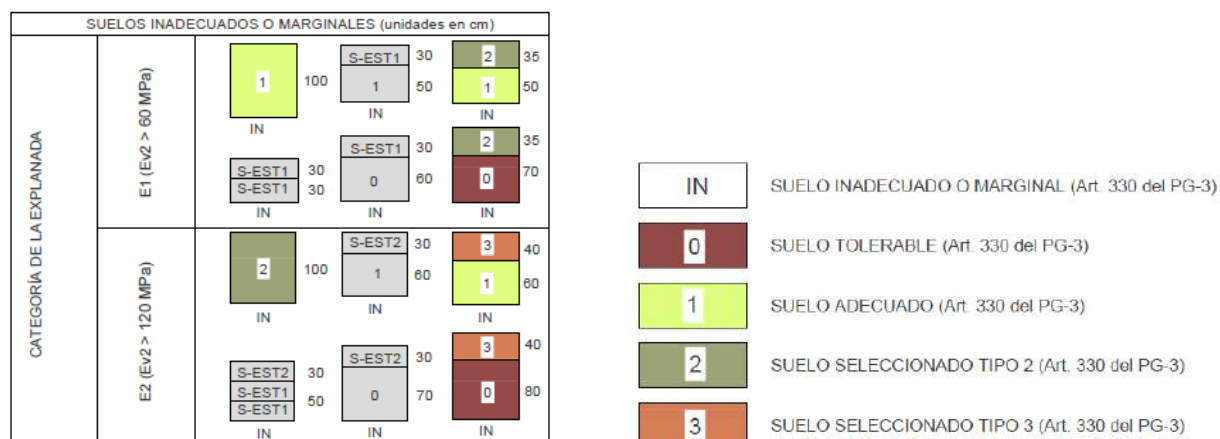 SUELOS INADECUADOS O MARGINALES (unidades en cm)
CATEGORÍA DE LA EXPLANADA
E1 (Ev2 > 60 MPa)
1 100
IN
S-EST1 30
1 50
IN
2 35
1 50
IN
S-EST1 30
S-EST1 30
IN
S-EST1 30
0 60
IN
2 35
0 70
IN
E2 (Ev2 > 120 MPa)
2 100
IN
S-EST2 30
1 60
IN
3 40
1 60
IN
S-EST2 30
S-EST1 50
S-EST1
IN
S-EST2 30
0 70
IN
3 40
0 80
IN
IN SUELO INADECUADO O MARGINAL (Art. 330 del PG-3)
0 SUELO TOLERABLE (Art. 330 del PG-3)
1 SUELO ADECUADO (Art. 330 del PG-3)
2 SUELO SELECCIONADO TIPO 2 (Art. 330 del PG-3)
3 SUELO SELECCIONADO TIPO 3 (Art. 330 del PG-3)